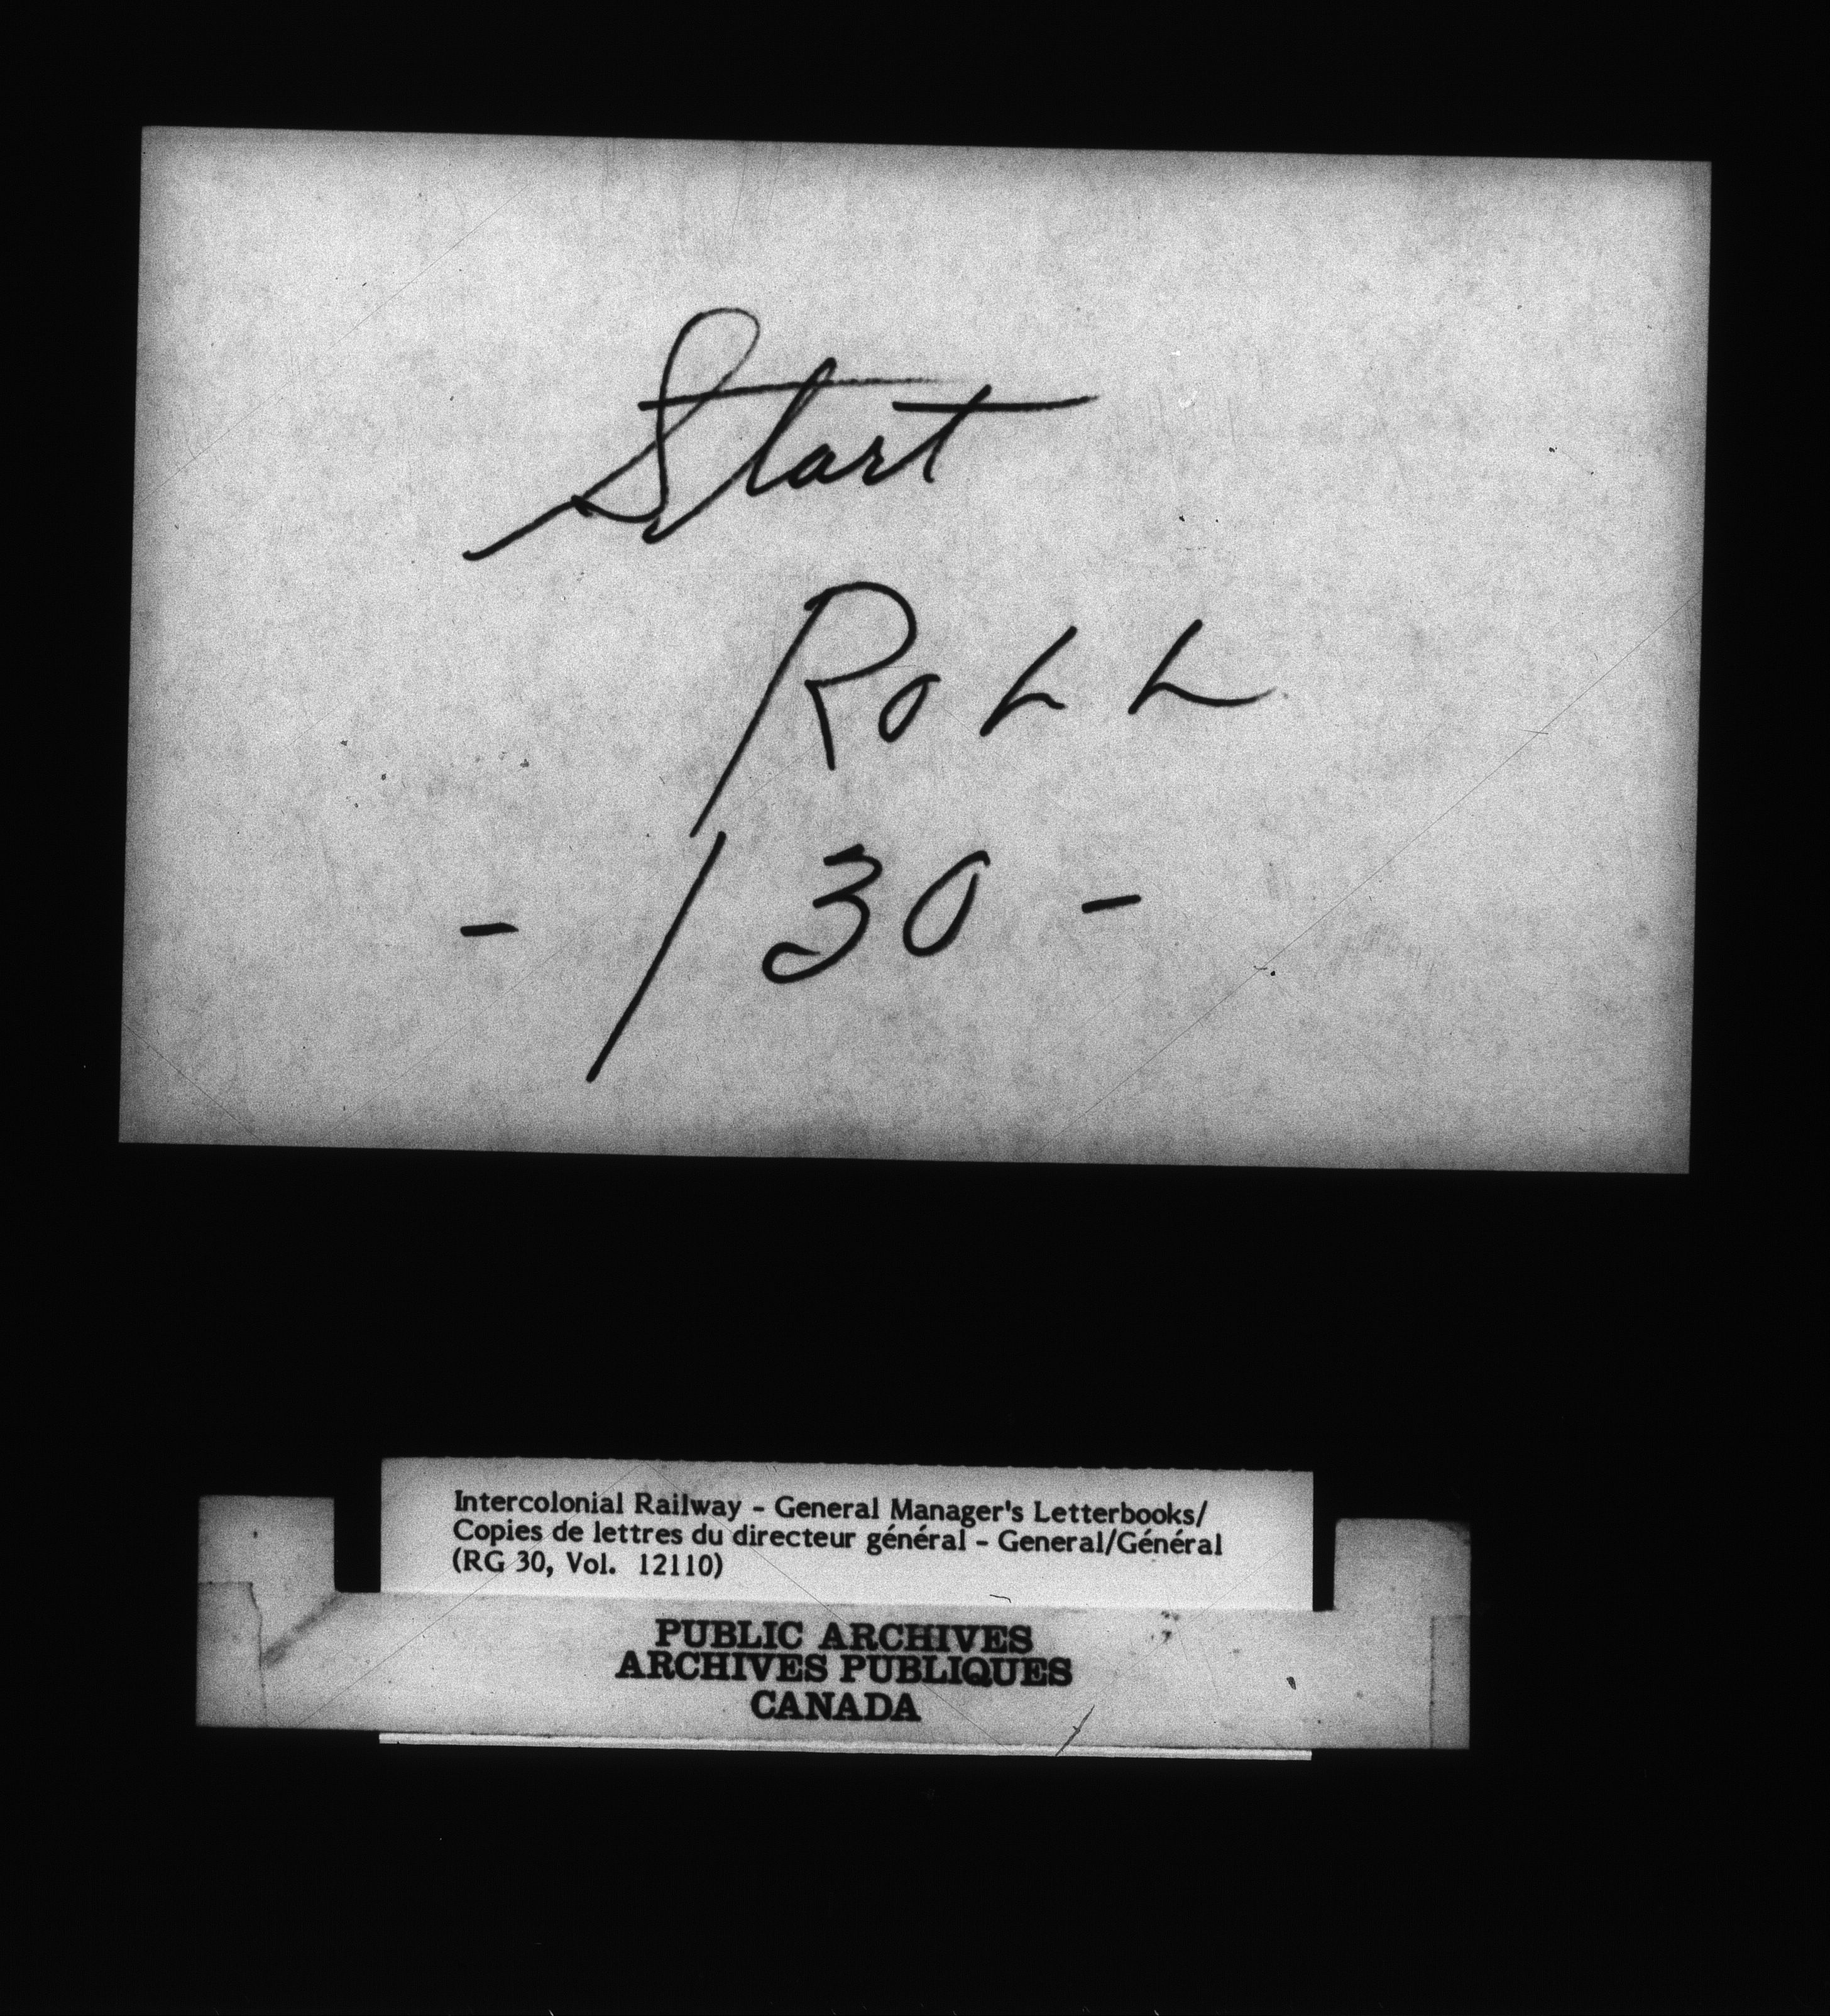 Start
Roll
- 130 -
Intercolonial Railway - General Manager's Letterbooks/
Copies de lettres du directeur général - General/Général
(RG 30, Vol. 12110)
PUBLIC ARCHIVES
ARCHIVES PUBLIQUES
CANADA